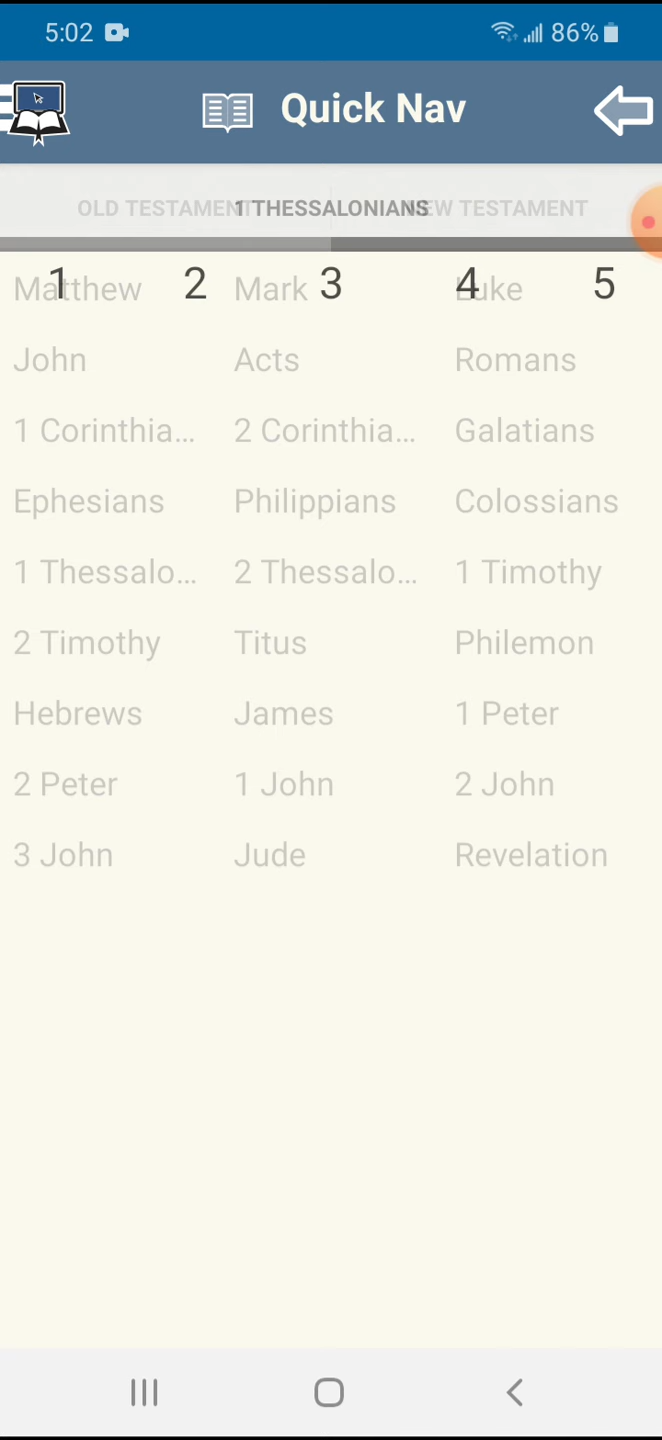 5:02 86%
Quick Nav
OLD TESTAMENT 1 THESSALONIANS NEW TESTAMENT
1 2 3 4 5
Matthew Mark Luke
John Acts Romans
1 Corinthia... 2 Corinthia... Galatians
Ephesians Philippians Colossians
1 Thessalo... 2 Thessalo... 1 Timothy
2 Timothy Titus Philemon
Hebrews James 1 Peter
2 Peter 1 John 2 John
3 John Jude Revelation